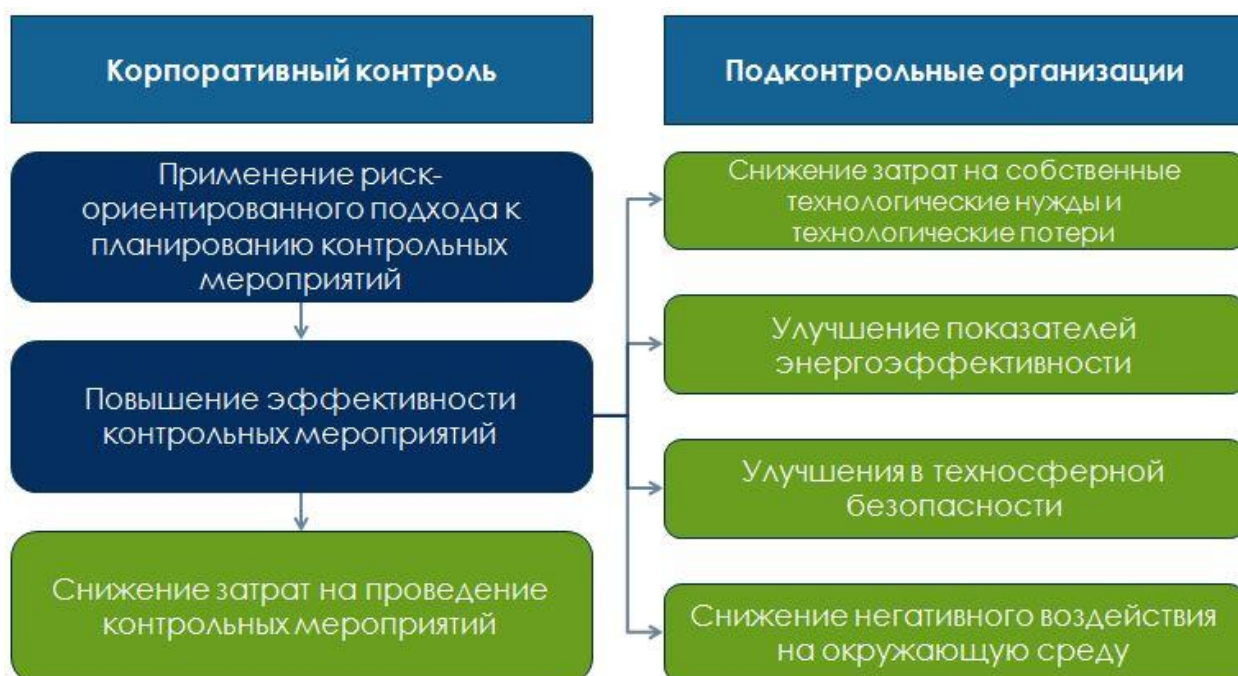 Корпоративный контроль
Применение риск-
ориентированного подхода к
планированию контрольных
мероприятий
Повышение эффективности
контрольных мероприятий
Снижение затрат на проведение
контрольных мероприятий
Подконтрольные организации
Снижение затрат на собственные
технологические нужды и
технологические потери
Улучшение показателей
энергоэффективности
Улучшения в техносферной
безопасности
Снижение негативного воздействия
на окружающую среду